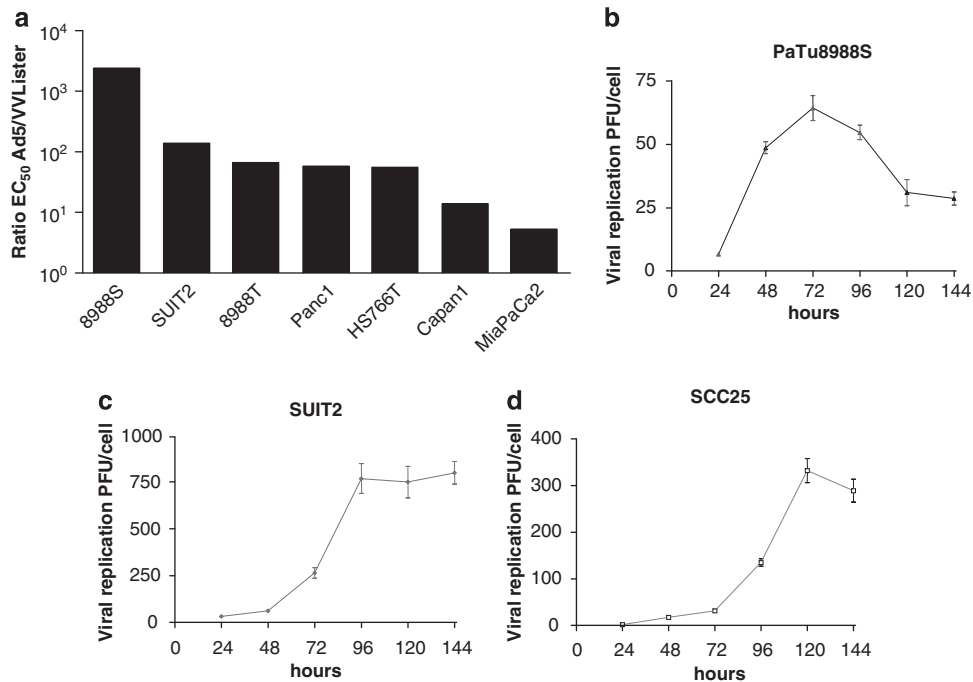 a
Ratio EC50 Ad5/VVLister
10^4
10^3
10^2
10^1
10^0
8988S
SUIT2
8988T
Panc1
HS766T
Capan1
MiaPaCa2
b
PaTu8988S
Viral replication PFU/cell
75
50
25
0
0 24 48 72 96 120 144
hours
c
SUIT2
Viral replication PFU/cell
1000
750
500
250
0
0 24 48 72 96 120 144
hours
d
SCC25
Viral replication PFU/cell
400
300
200
100
0
0 24 48 72 96 120 144
hours